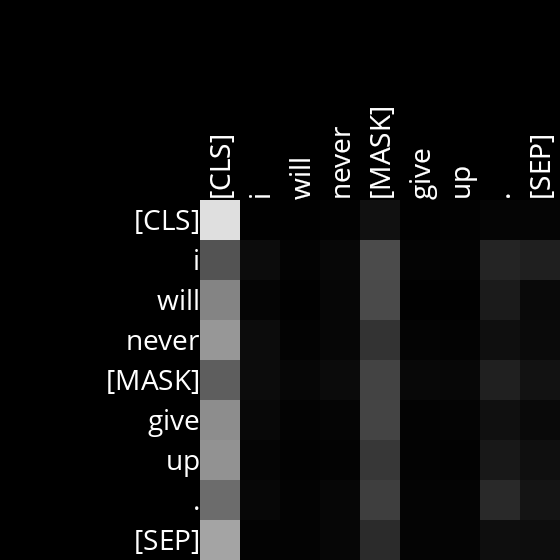 [CLS] i will never [MASK] give up . [SEP]
[CLS]
i
will
never
[MASK]
give
up
.
[SEP]